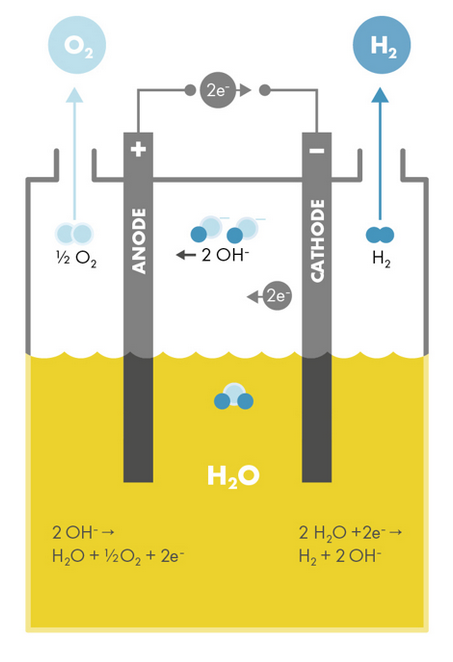 O₂
H₂
2e⁻
+
−
ANODE
CATHODE
½ O₂
2 OH⁻
H₂
2e⁻
H₂O
2 OH⁻ →
H₂O + ½O₂ + 2e⁻
2 H₂O +2e⁻ →
H₂ + 2 OH⁻